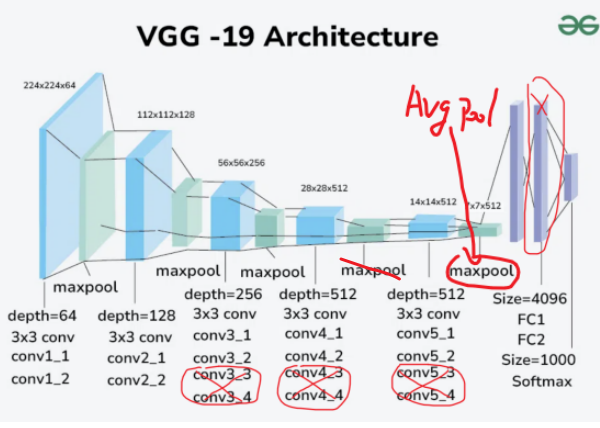 VGG -19 Architecture
224x224x64
112x112x128
56x56x256
28x28x512
14x14x512
7x7x512
Avg pool
maxpool
maxpool
maxpool
maxpool
maxpool
depth=64
3x3 conv
conv1_1
conv1_2
depth=128
3x3 conv
conv2_1
conv2_2
depth=256
3x3 conv
conv3_1
conv3_2
conv3_3
conv3_4
depth=512
3x3 conv
conv4_1
conv4_2
conv4_3
conv4_4
depth=512
3x3 conv
conv5_1
conv5_2
conv5_3
conv5_4
Size=4096
FC1
FC2
Size=1000
Softmax